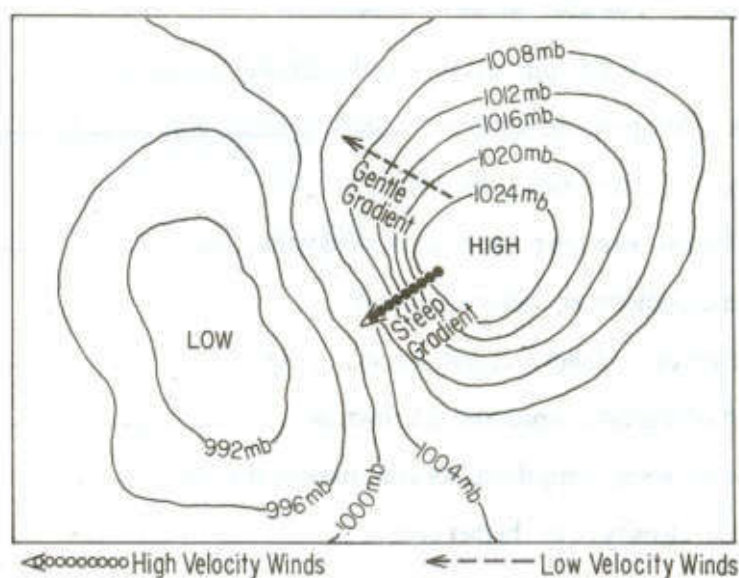 1008mb
1012mb
1016mb
1020mb
1024mb
Gentle
Gradient
HIGH
Steep
Gradient
LOW
992mb
996mb
1000mb
1004mb
High Velocity Winds
Low Velocity Winds